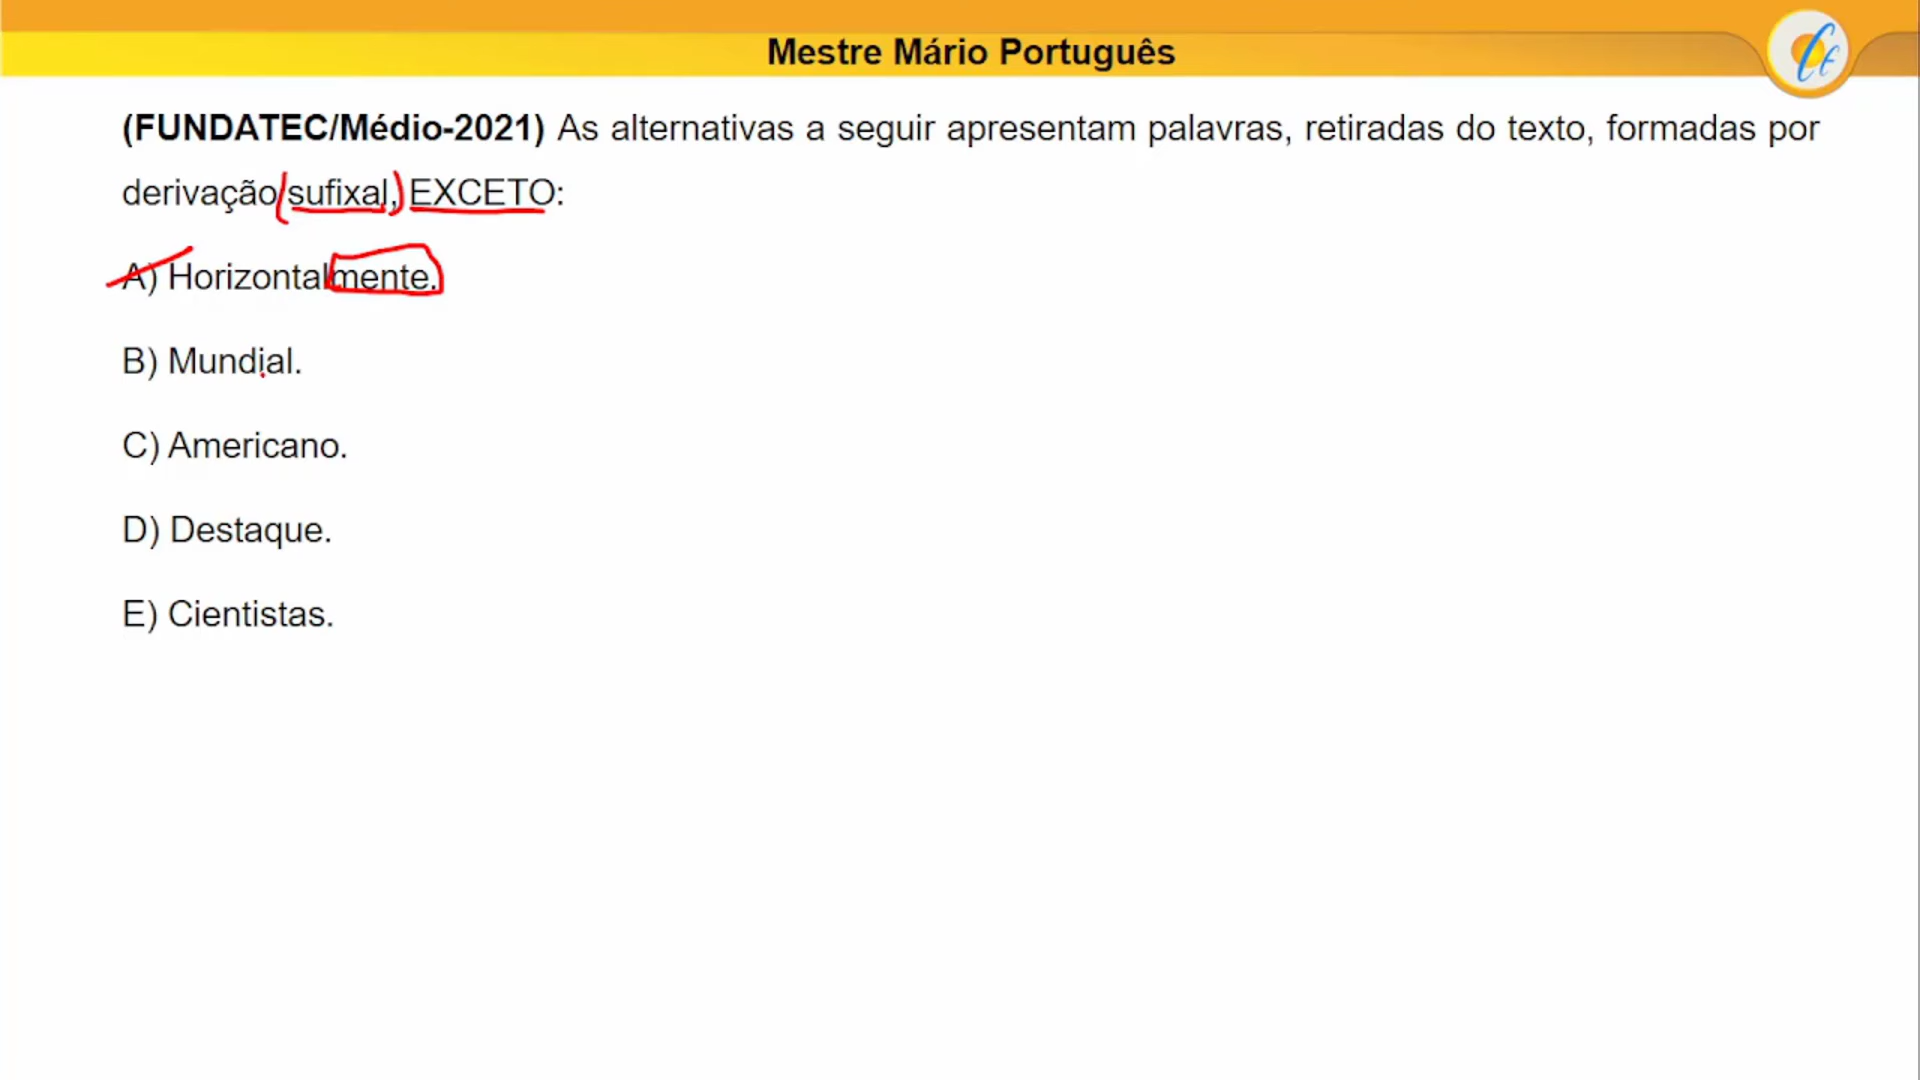 Mestre Mário Português
(FUNDATEC/Médio-2021) As alternativas a seguir apresentam palavras, retiradas do texto, formadas por
derivação sufixal, EXCETO:
A) Horizontalmente.
B) Mundial.
C) Americano.
D) Destaque.
E) Cientistas.